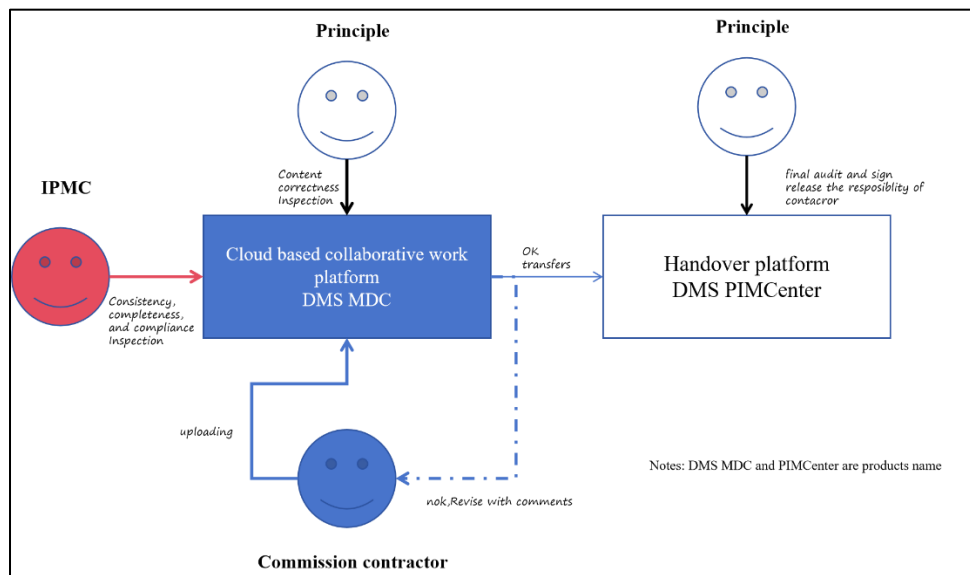 Principle
Principle
Content
correctness
Inspection
final audit and sign
release the resposiblity of
contacror
IPMC
Cloud based collaborative work
platform
DMS MDC
OK
transfers
Handover platform
DMS PIMCenter
Consistency,
completeness,
and compliance
Inspection
uploading
Notes: DMS MDC and PIMCenter are products name
nok,Revise with comments
Commission contractor